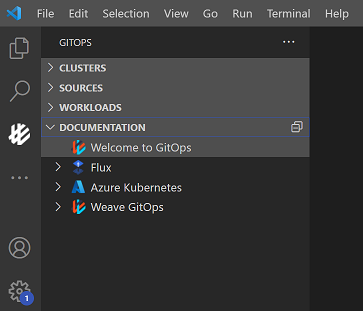 File Edit Selection View Go Run Terminal Help
GITOPS
CLUSTERS
SOURCES
WORKLOADS
DOCUMENTATION
Welcome to GitOps
Flux
Azure Kubernetes
Weave GitOps
1